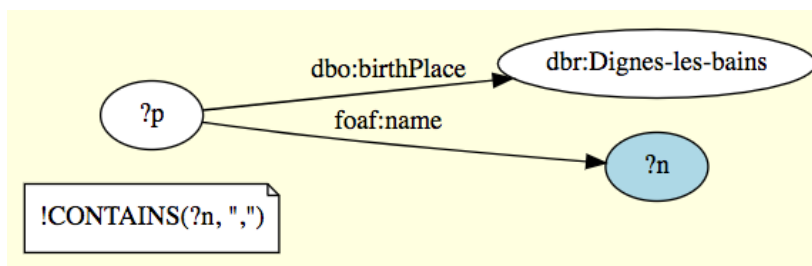 dbo:birthPlace
dbr:Dignes-les-bains
?p
foaf:name
?n
!CONTAINS(?n, ",")